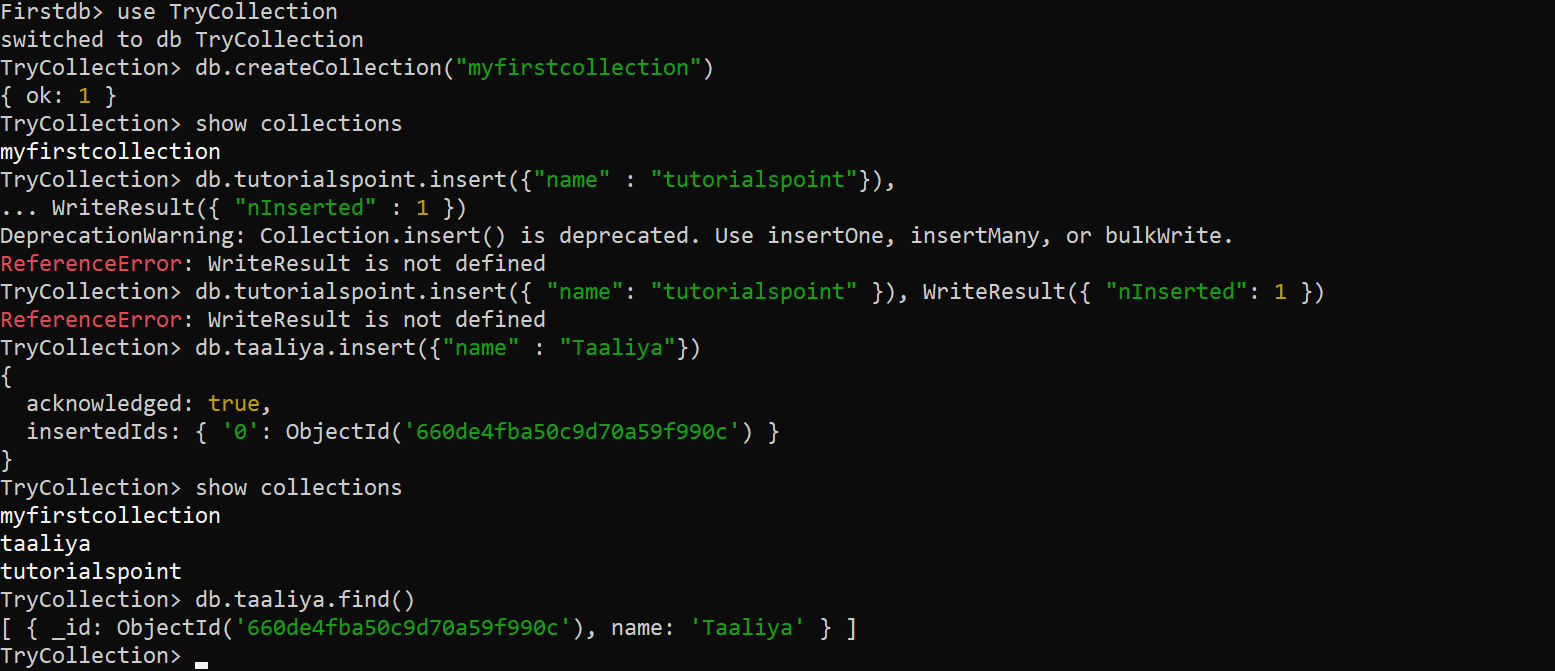 Firstdb> use TryCollection
switched to db TryCollection
TryCollection> db.createCollection("myfirstcollection")
{ ok: 1 }
TryCollection> show collections
myfirstcollection
TryCollection> db.tutorialspoint.insert({"name" : "tutorialspoint"}),
... WriteResult({ "nInserted" : 1 })
DeprecationWarning: Collection.insert() is deprecated. Use insertOne, insertMany, or bulkWrite.
ReferenceError: WriteResult is not defined
TryCollection> db.tutorialspoint.insert({ "name": "tutorialspoint" }), WriteResult({ "nInserted": 1 })
ReferenceError: WriteResult is not defined
TryCollection> db.taaliya.insert({"name" : "Taaliya"})
{
  acknowledged: true,
  insertedIds: { '0': ObjectId('660de4fba50c9d70a59f990c') }
}
TryCollection> show collections
myfirstcollection
taaliya
tutorialspoint
TryCollection> db.taaliya.find()
[ { _id: ObjectId('660de4fba50c9d70a59f990c'), name: 'Taaliya' } ]
TryCollection>